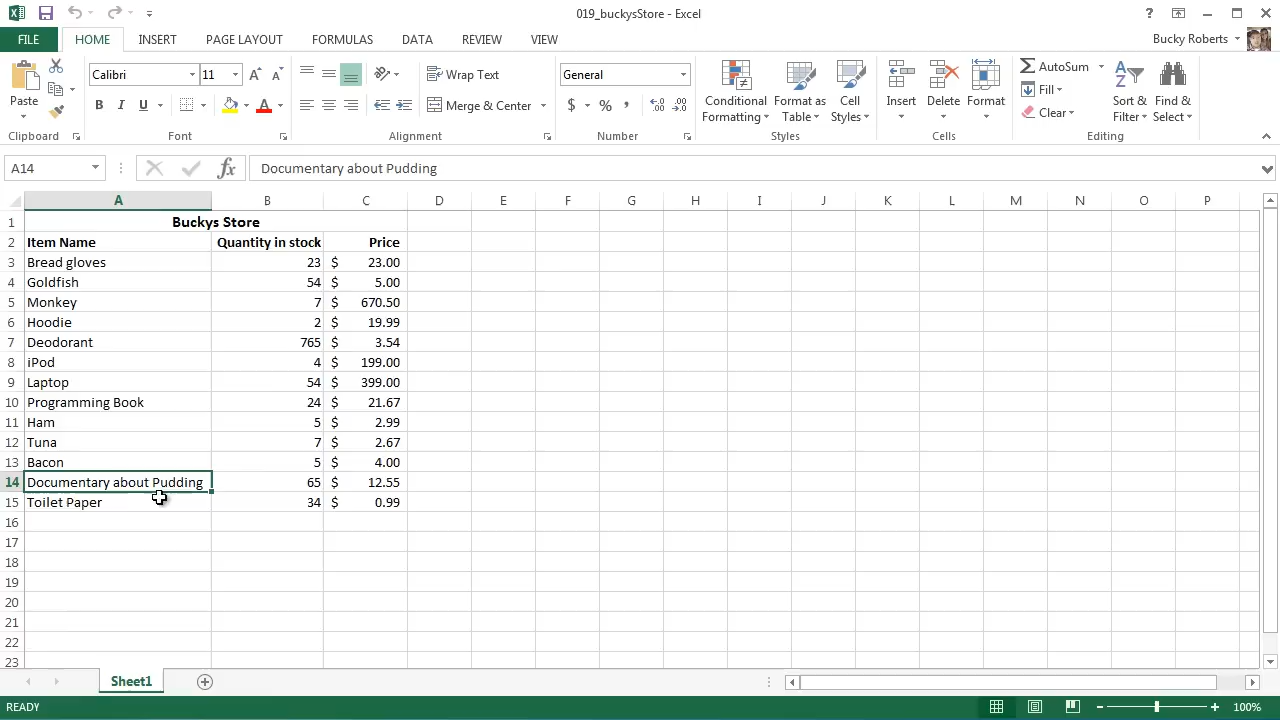 019_buckysStore - Excel
FILE HOME INSERT PAGE LAYOUT FORMULAS DATA REVIEW VIEW Bucky Roberts
Paste Calibri 11 Wrap Text General Conditional Formatting Format as Table Cell Styles Insert Delete Format AutoSum Sort & Filter Find & Select
B I U Merge & Center $ % , Fill Clear
Clipboard Font Alignment Number Styles Cells Editing
A14 fx Documentary about Pudding
A B C D E F G H I J K L M N O P
1 Buckys Store
2 Item Name Quantity in stock Price
3 Bread gloves 23 $ 23.00
4 Goldfish 54 $ 5.00
5 Monkey 7 $ 670.50
6 Hoodie 2 $ 19.99
7 Deodorant 765 $ 3.54
8 iPod 4 $ 199.00
9 Laptop 54 $ 399.00
10 Programming Book 24 $ 21.67
11 Ham 5 $ 2.99
12 Tuna 7 $ 2.67
13 Bacon 5 $ 4.00
14 Documentary about Pudding 65 $ 12.55
15 Toilet Paper 34 $ 0.99
16
17
18
19
20
21
22
23
Sheet1
READY 100%